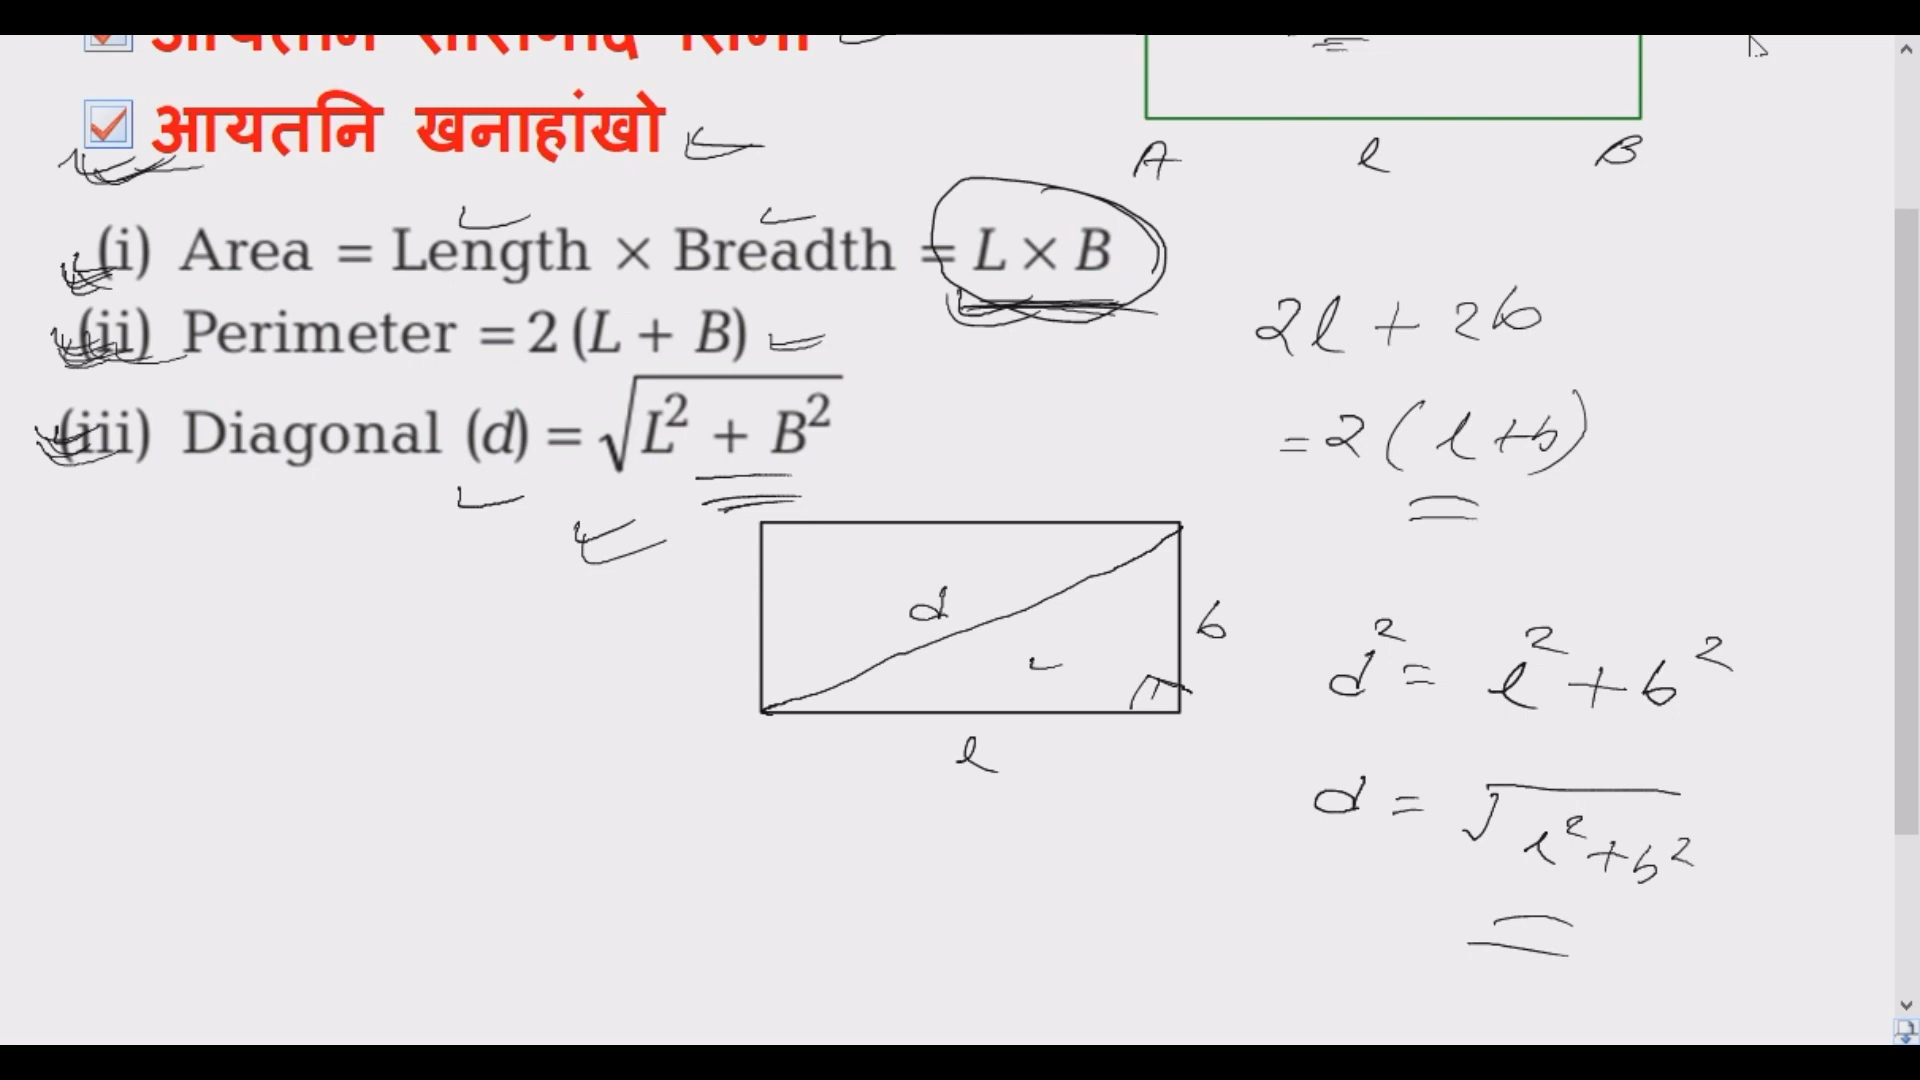 आयतनि खनाहांखो
A l B
(i) Area = Length × Breadth = L × B
(ii) Perimeter = 2 (L + B)
2l + 2b
(iii) Diagonal (d) = √(L² + B²)
= 2 (l + b)
d
b
l
d² = l² + b²
d = √(l² + b²)